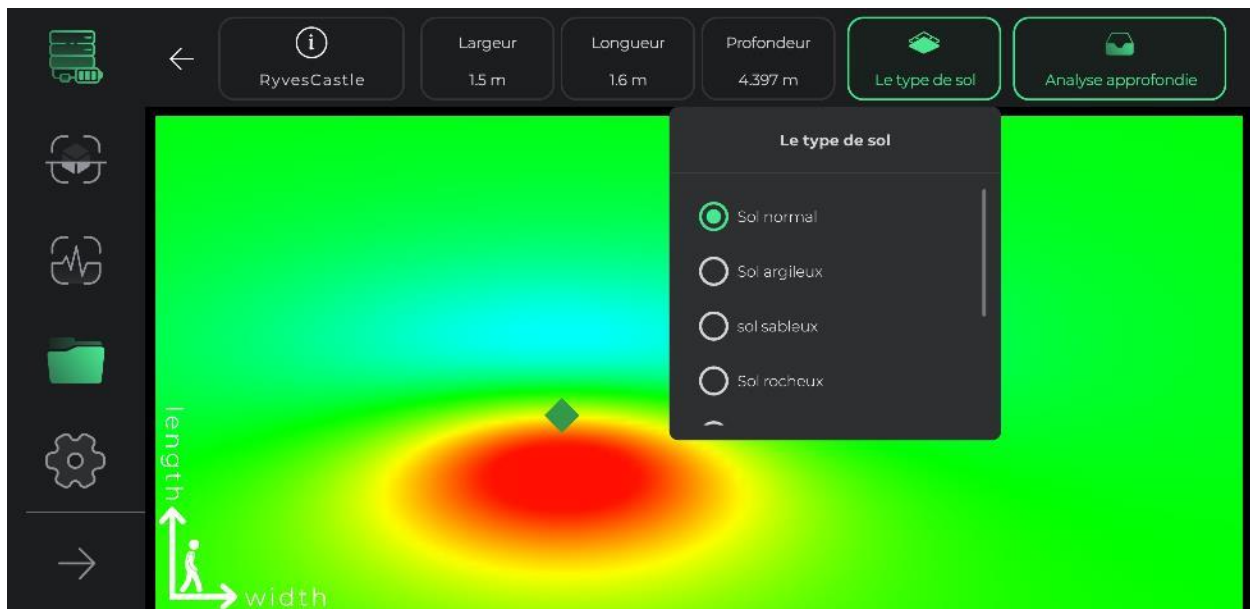 RyvesCastle
Largeur
1.5 m
Longueur
1.6 m
Profondeur
4.397 m
Le type de sol
Analyse approfondie
Le type de sol
Sol normal
Sol argileux
sol sableux
Sol rocheux
length
width